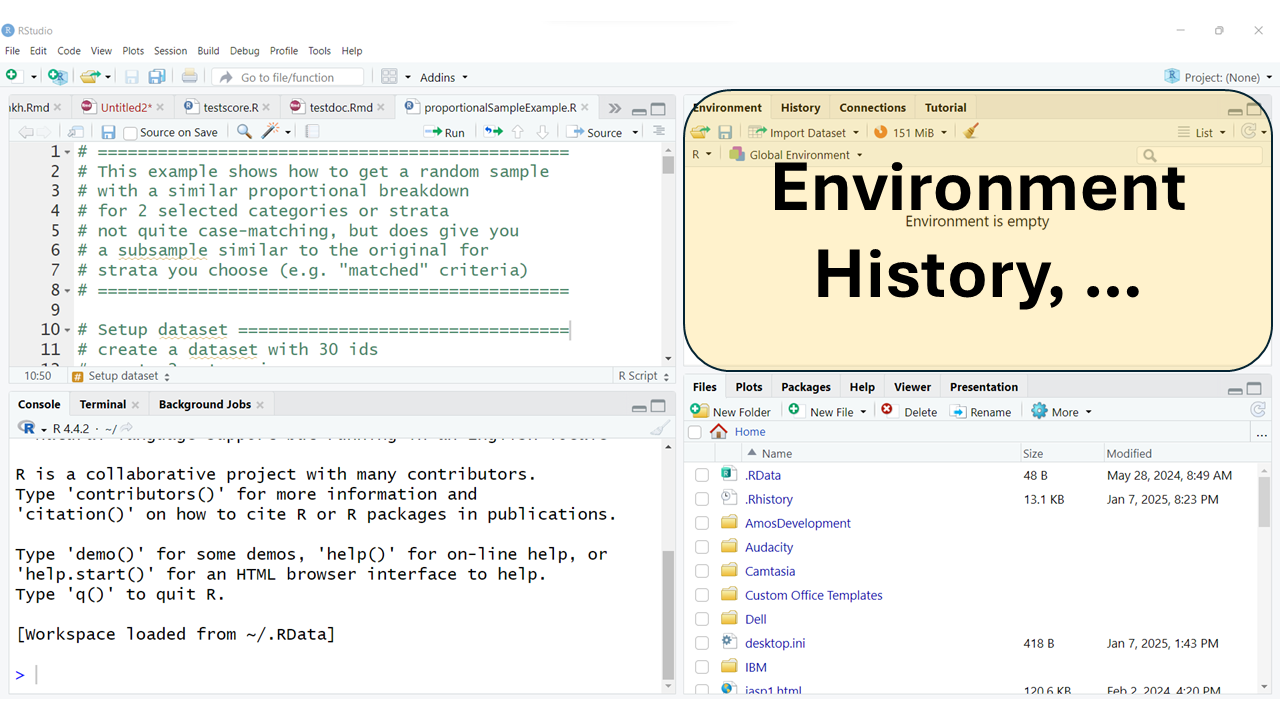 RStudio
File Edit Code View Plots Session Build Debug Profile Tools Help
Go to file/function Addins Project: (None)
kh.Rmd Untitled2* testscore.R testdoc.Rmd proportionalSampleExample.R
Source on Save Run Source
1 # ===============================================
2 # This example shows how to get a random sample
3 # with a similar proportional breakdown
4 # for 2 selected categories or strata
5 # not quite case-matching, but does give you
6 # a subsample similar to the original for
7 # strata you choose (e.g. "matched" criteria)
8 # ===============================================
9
10 # Setup dataset =================================
11 # create a dataset with 30 ids
10:50 # Setup dataset R Script
Environment History Connections Tutorial
Import Dataset 151 MiB List
R Global Environment
Environment
Environment is empty
History, ...
Console Terminal Background Jobs
R 4.4.2 · ~/
R is a collaborative project with many contributors.
Type 'contributors()' for more information and
'citation()' on how to cite R or R packages in publications.
Type 'demo()' for some demos, 'help()' for on-line help, or
'help.start()' for an HTML browser interface to help.
Type 'q()' to quit R.
[Workspace loaded from ~/.RData]
>
Files Plots Packages Help Viewer Presentation
New Folder New File Delete Rename More
Home ...
Name Size Modified
.RData 48 B May 28, 2024, 8:49 AM
.Rhistory 13.1 KB Jan 7, 2025, 8:23 PM
AmosDevelopment
Audacity
Camtasia
Custom Office Templates
Dell
desktop.ini 418 B Jan 7, 2025, 1:43 PM
IBM
jasp1.html 120.6 KB Feb 2, 2024, 4:20 PM